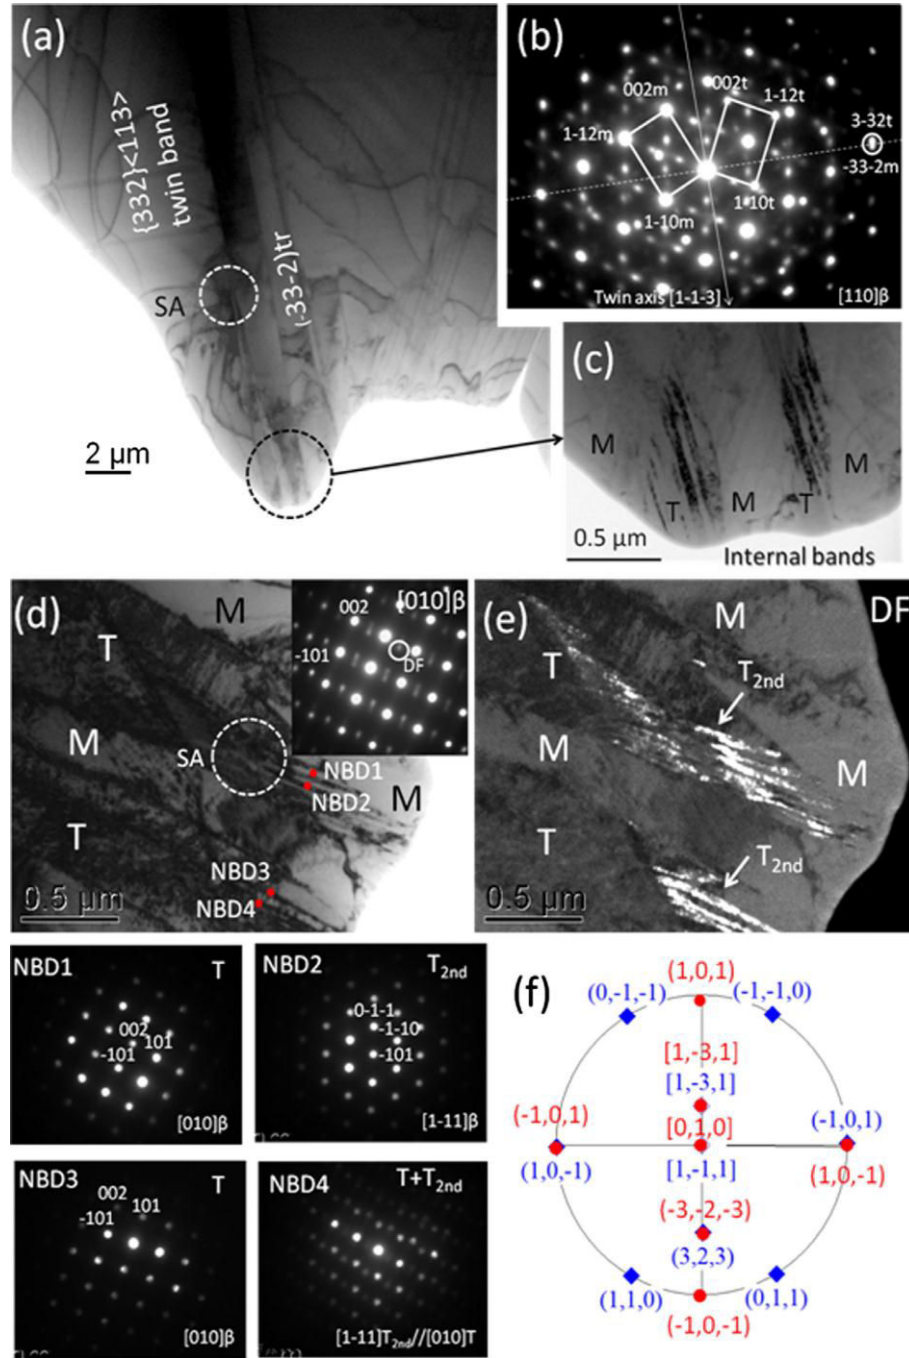 (a)
{332}<113>
twin band
(-33-2)tr
SA
2 µm
(b)
002m
002t
1-12m
1-12t
3-32t
-33-2m
1-10m
1-10t
Twin axis [1-1-3]
[110]β
(c)
M
T
M
T
M
0.5 µm
Internal bands
(d)
M
[010]β
002
-101
DF
T
M
SA
NBD1
NBD2
M
T
NBD3
NBD4
0.5 µm
(e)
M
DF
T
T2nd
M
M
T
T2nd
0.5 µm
NBD1
T
002
-101
101
[010]β
NBD2
T2nd
0-1-1
-1-10
-101
[1-11]β
NBD3
T
002
-101
101
[010]β
NBD4
T+T2nd
[1-11]T2nd//[010]T
(f)
(1,0,1)
(0,-1,-1)
(-1,-1,0)
[1,-3,1]
[1,-3,1]
(-1,0,1)
[0,1,0]
(-1,0,1)
(1,0,-1)
[1,-1,1]
(1,0,-1)
(-3,-2,-3)
(3,2,3)
(1,1,0)
(0,1,1)
(-1,0,-1)